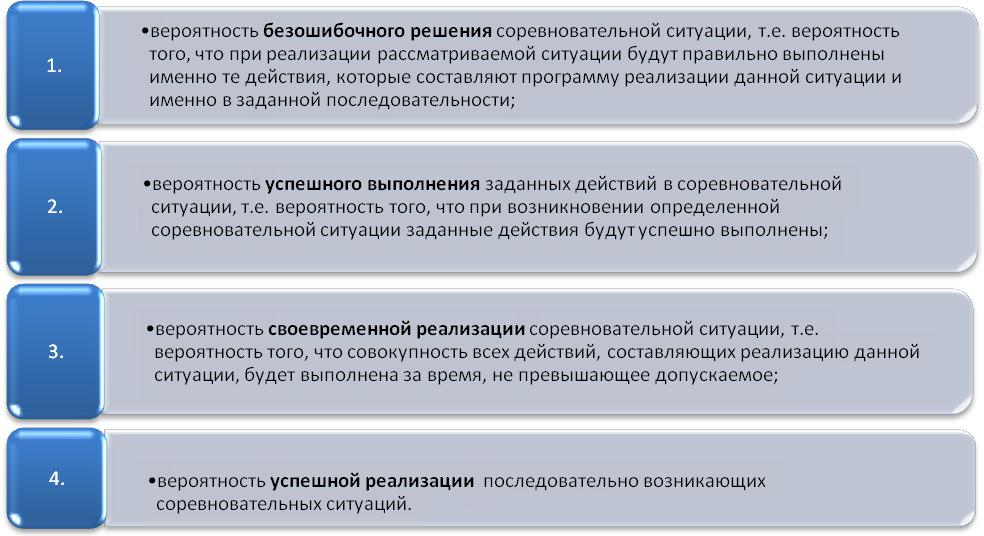 1.
•вероятность безошибочного решения соревновательной ситуации, т.е. вероятность
того, что при реализации рассматриваемой ситуации будут правильно выполнены
именно те действия, которые составляют программу реализации данной ситуации и
именно в заданной последовательности;
2.
•вероятность успешного выполнения заданных действий в соревновательной
ситуации, т.е. вероятность того, что при возникновении определенной
соревновательной ситуации заданные действия будут успешно выполнены;
3.
•вероятность своевременной реализации соревновательной ситуации, т.е.
вероятность того, что совокупность всех действий, составляющих реализацию данной
ситуации, будет выполнена за время, не превышающее допускаемое;
4.
•вероятность успешной реализации последовательно возникающих
соревновательных ситуаций.